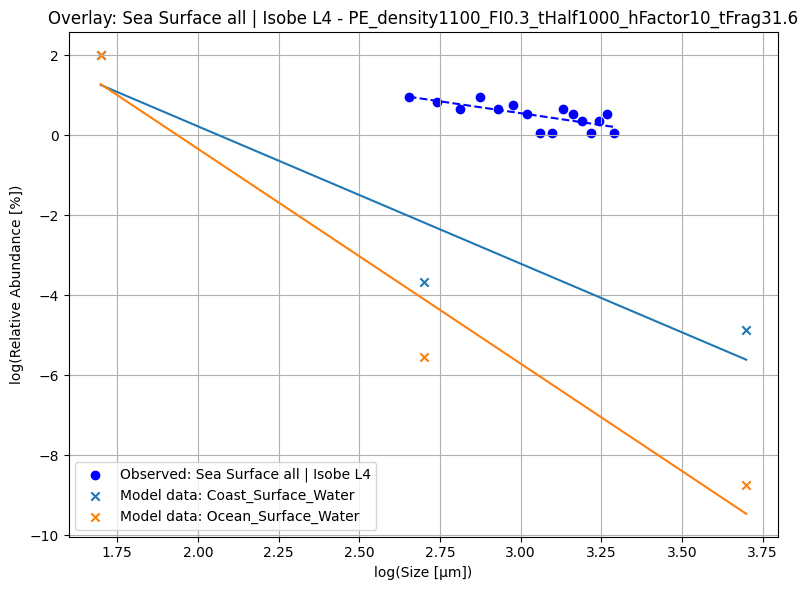 Overlay: Sea Surface all | Isobe L4 - PE_density1100_FI0.3_tHalf1000_hFactor10_tFrag31.6
log(Relative Abundance [%])
2
0
−2
−4
−6
−8
−10
Observed: Sea Surface all | Isobe L4
Model data: Coast_Surface_Water
Model data: Ocean_Surface_Water
1.75 2.00 2.25 2.50 2.75 3.00 3.25 3.50 3.75
log(Size [µm])